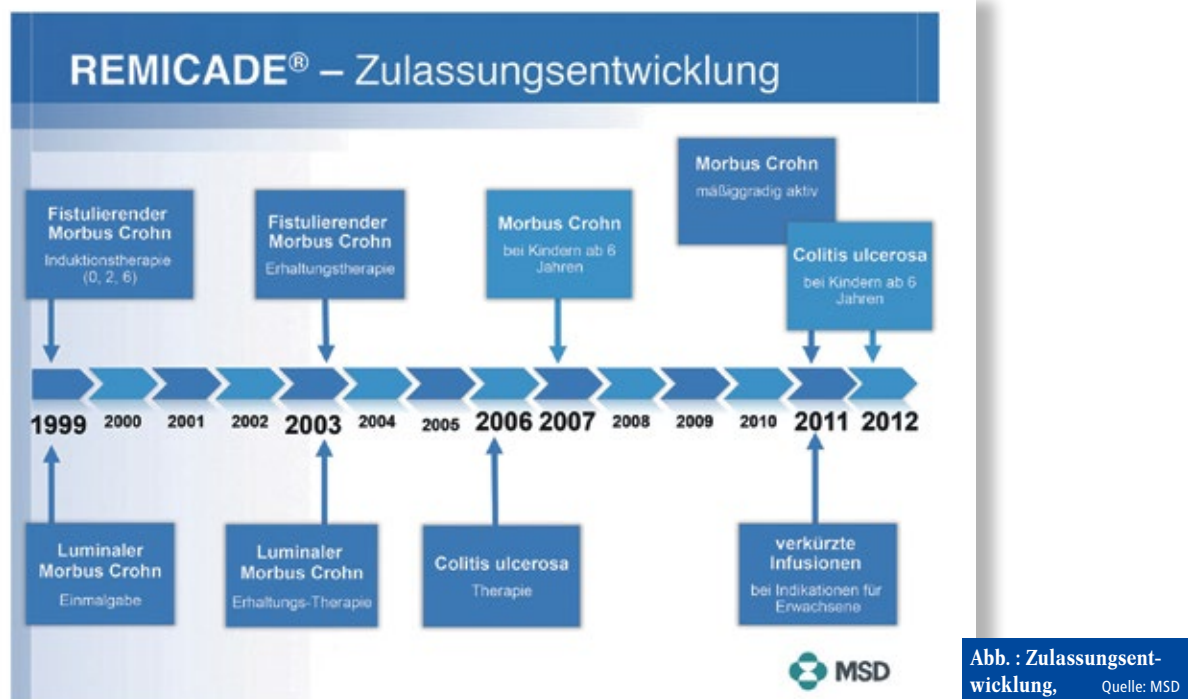 REMICADE® – Zulassungsentwicklung
Fistulierender
Morbus Crohn
Induktionstherapie
(0, 2, 6)
Fistulierender
Morbus Crohn
Erhaltungstherapie
Morbus Crohn
bei Kindern ab 6
Jahren
Morbus Crohn
mäßiggradig aktiv
Colitis ulcerosa
bei Kindern ab 6
Jahren
1999 2000 2001 2002 2003 2004 2005 2006 2007 2008 2009 2010 2011 2012
Luminaler
Morbus Crohn
Einmalgabe
Luminaler
Morbus Crohn
Erhaltungs-Therapie
Colitis ulcerosa
Therapie
verkürzte
Infusionen
bei Indikationen für
Erwachsene
MSD
Abb. : Zulassungsent-
wicklung, Quelle: MSD